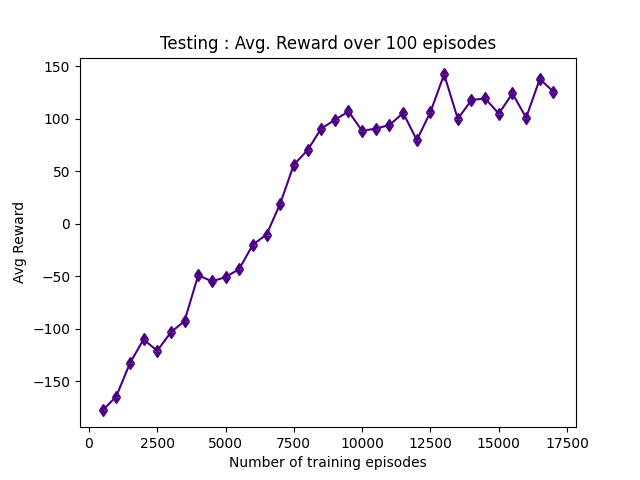 Testing : Avg. Reward over 100 episodes
150
100
50
0
−50
−100
−150
Avg Reward
0 2500 5000 7500 10000 12500 15000 17500
Number of training episodes